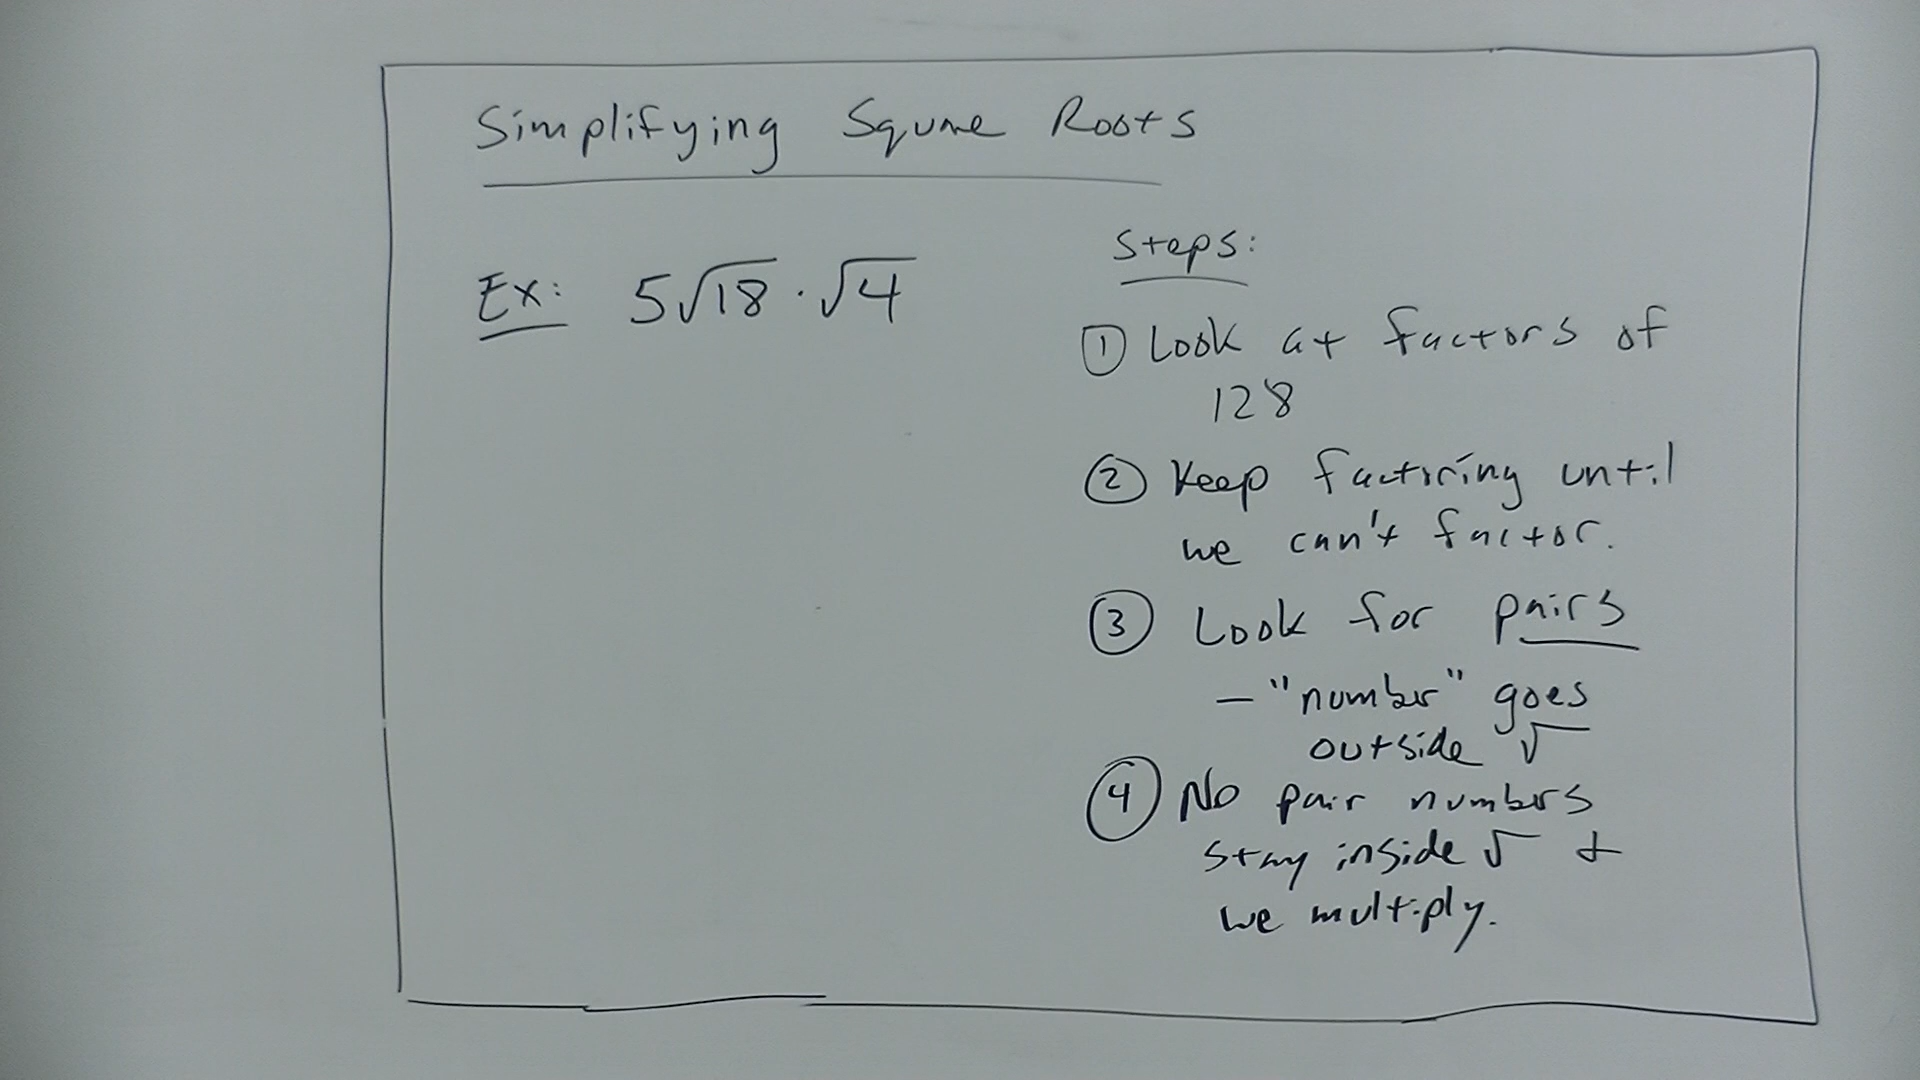 Simplifying Square Roots
Ex: 5√18 · √4
Steps:
① Look at factors of
128
② Keep factoring until
we can't factor.
③ Look for pairs
– "number" goes
outside √
④ No pair numbers
stay inside √ +
we multiply.